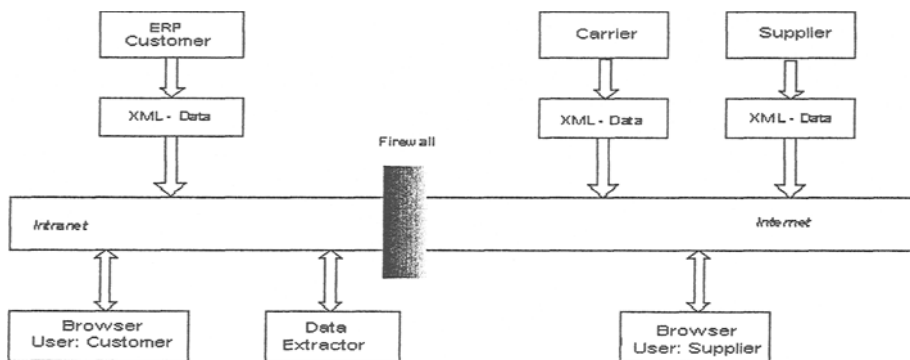 ERP
Customer
Carrier
Supplier
XML - Data
XML - Data
XML - Data
Firewall
Intranet
Internet
Browser
User: Customer
Data
Extractor
Browser
User: Supplier